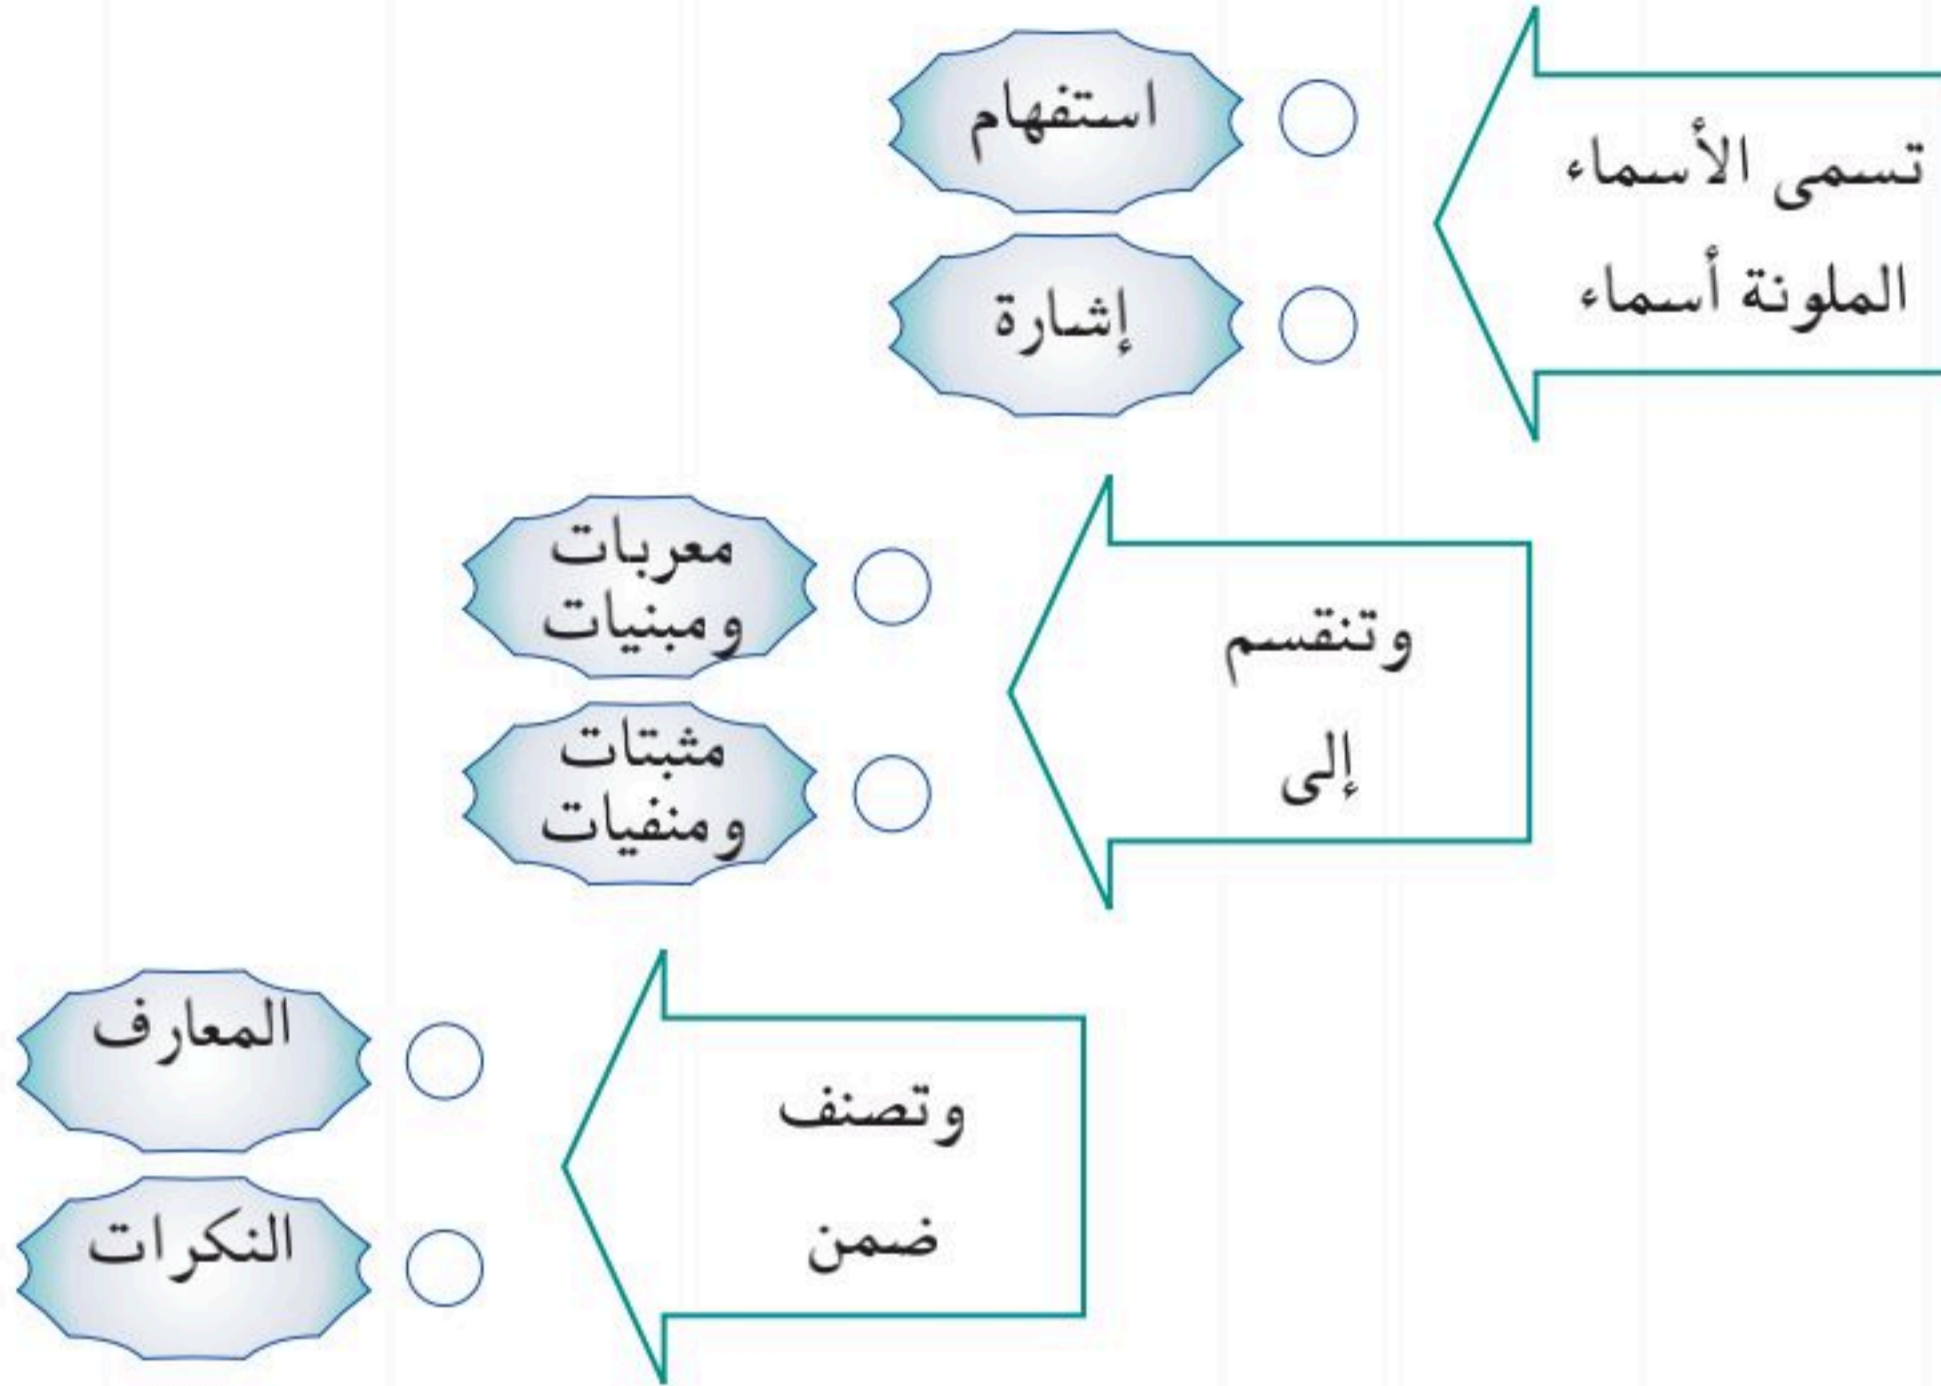 تسمى الأسماء
الملونة أسماء
استفهام
إشارة
وتنقسم
إلى
معربات
ومبنيات
مثبتات
ومنفيات
وتصنف
ضمن
المعارف
النكرات